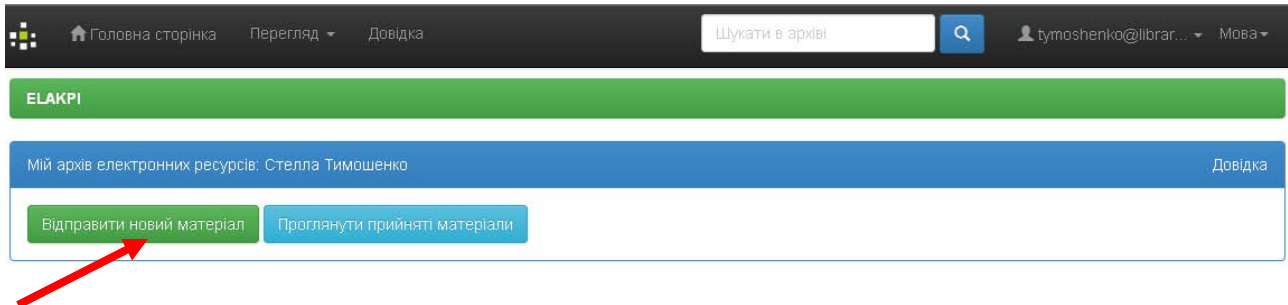 Головна сторінка Перегляд Довідка Шукати в архіві tymoshenko@librar... Мова
ELAKPI
Мій архів електронних ресурсів: Стелла Тимошенко Довідка
Відправити новий матеріал Проглянути прийняті матеріали